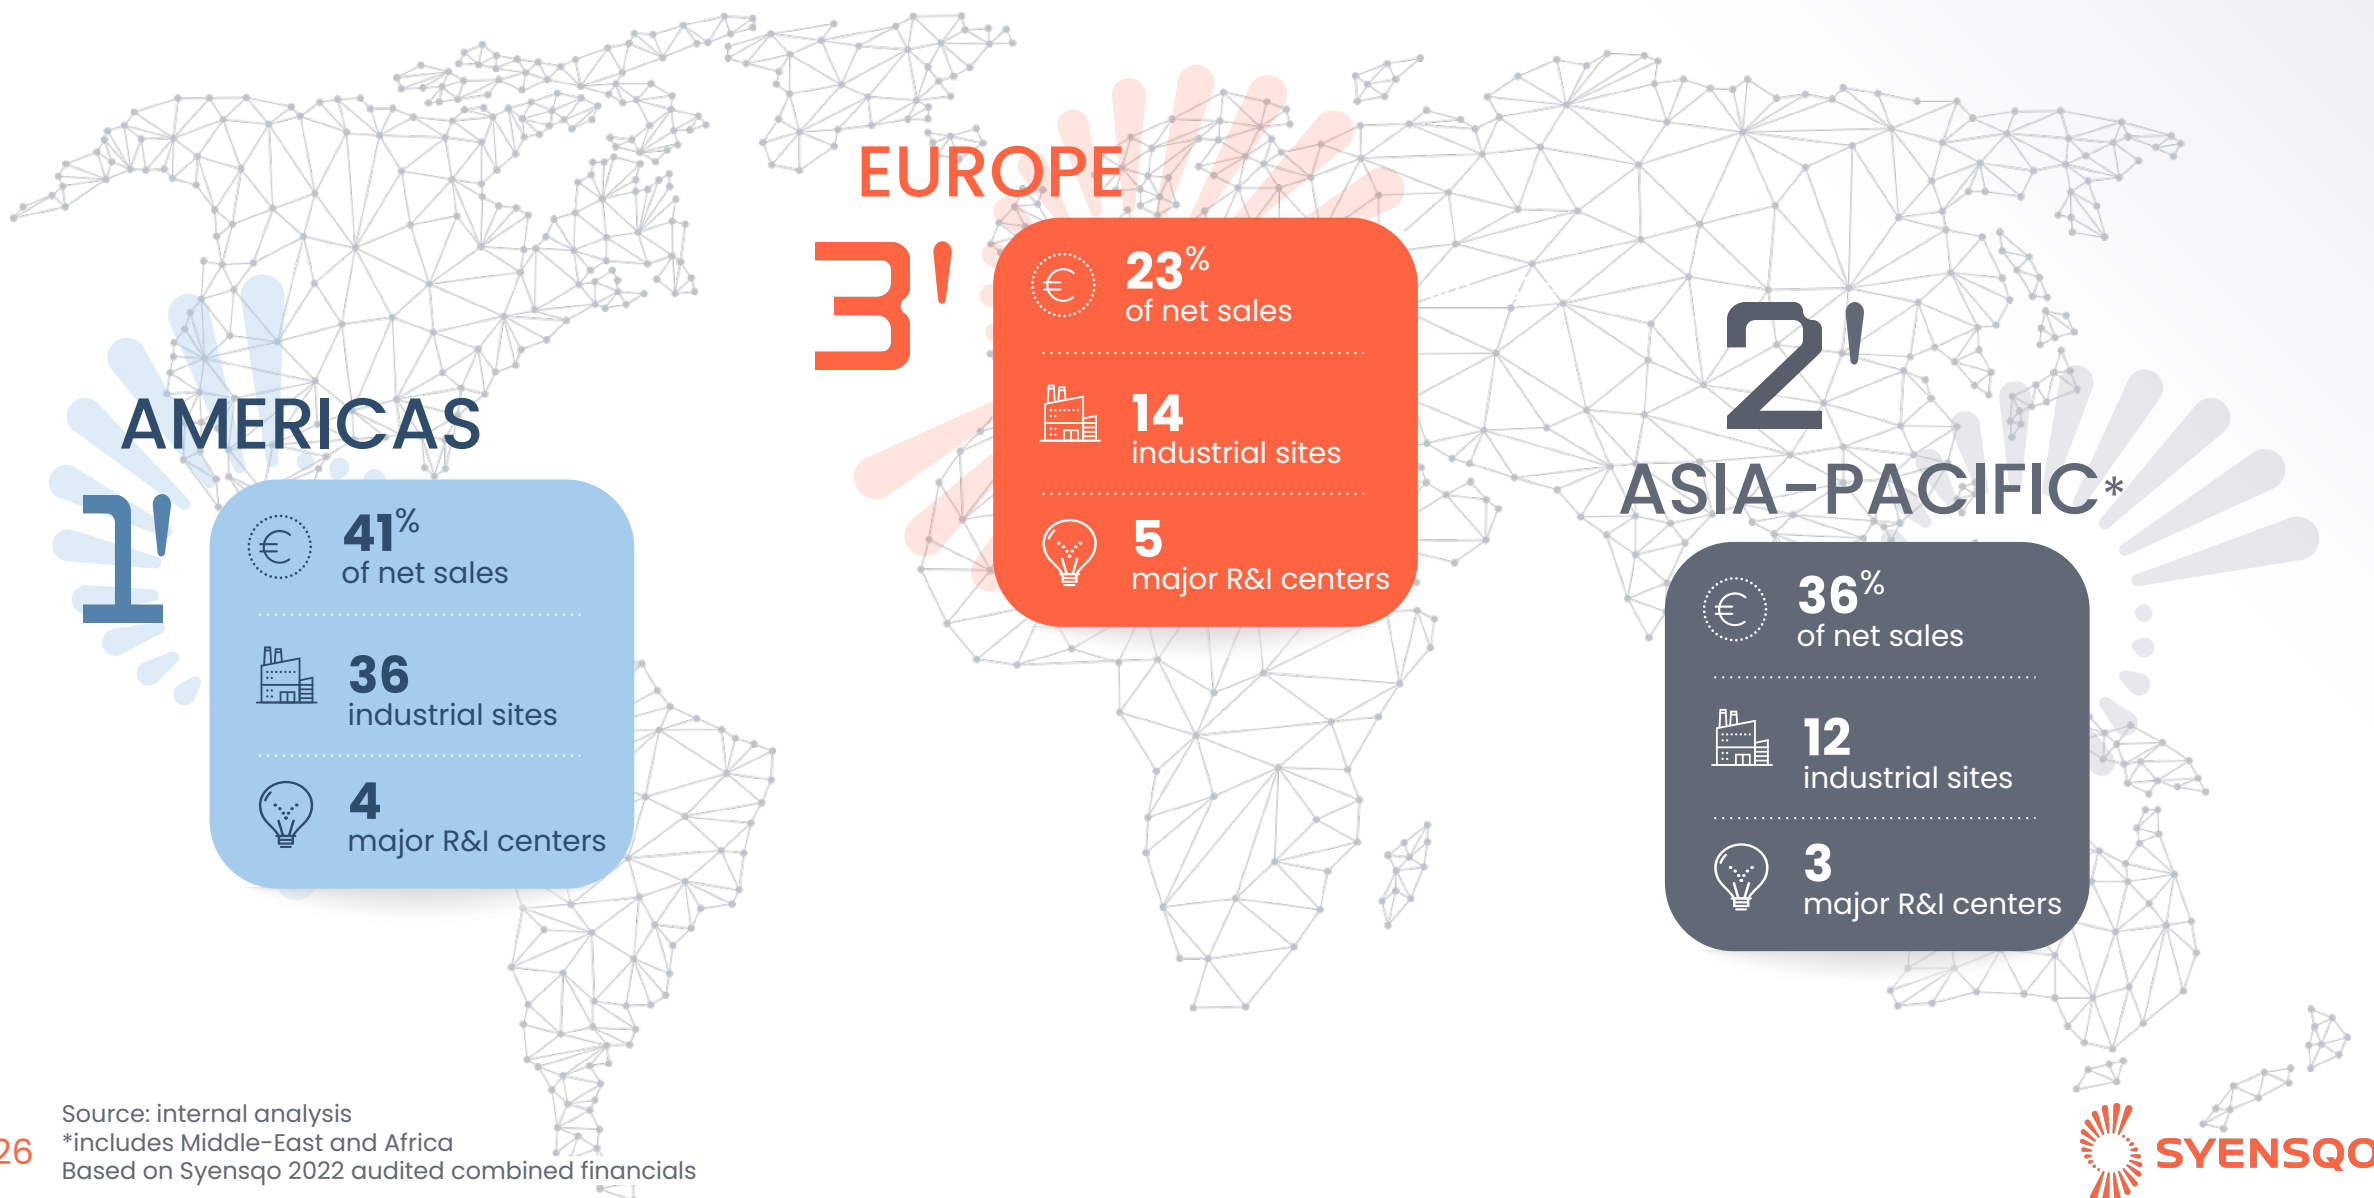 EUROPE
3'
23%
of net sales
14
industrial sites
5
major R&I centers
AMERICAS
1'
41%
of net sales
36
industrial sites
4
major R&I centers
2'
ASIA-PACIFIC*
36%
of net sales
12
industrial sites
3
major R&I centers
Source: internal analysis
*includes Middle-East and Africa
Based on Syensqo 2022 audited combined financials
26
SYENSQO